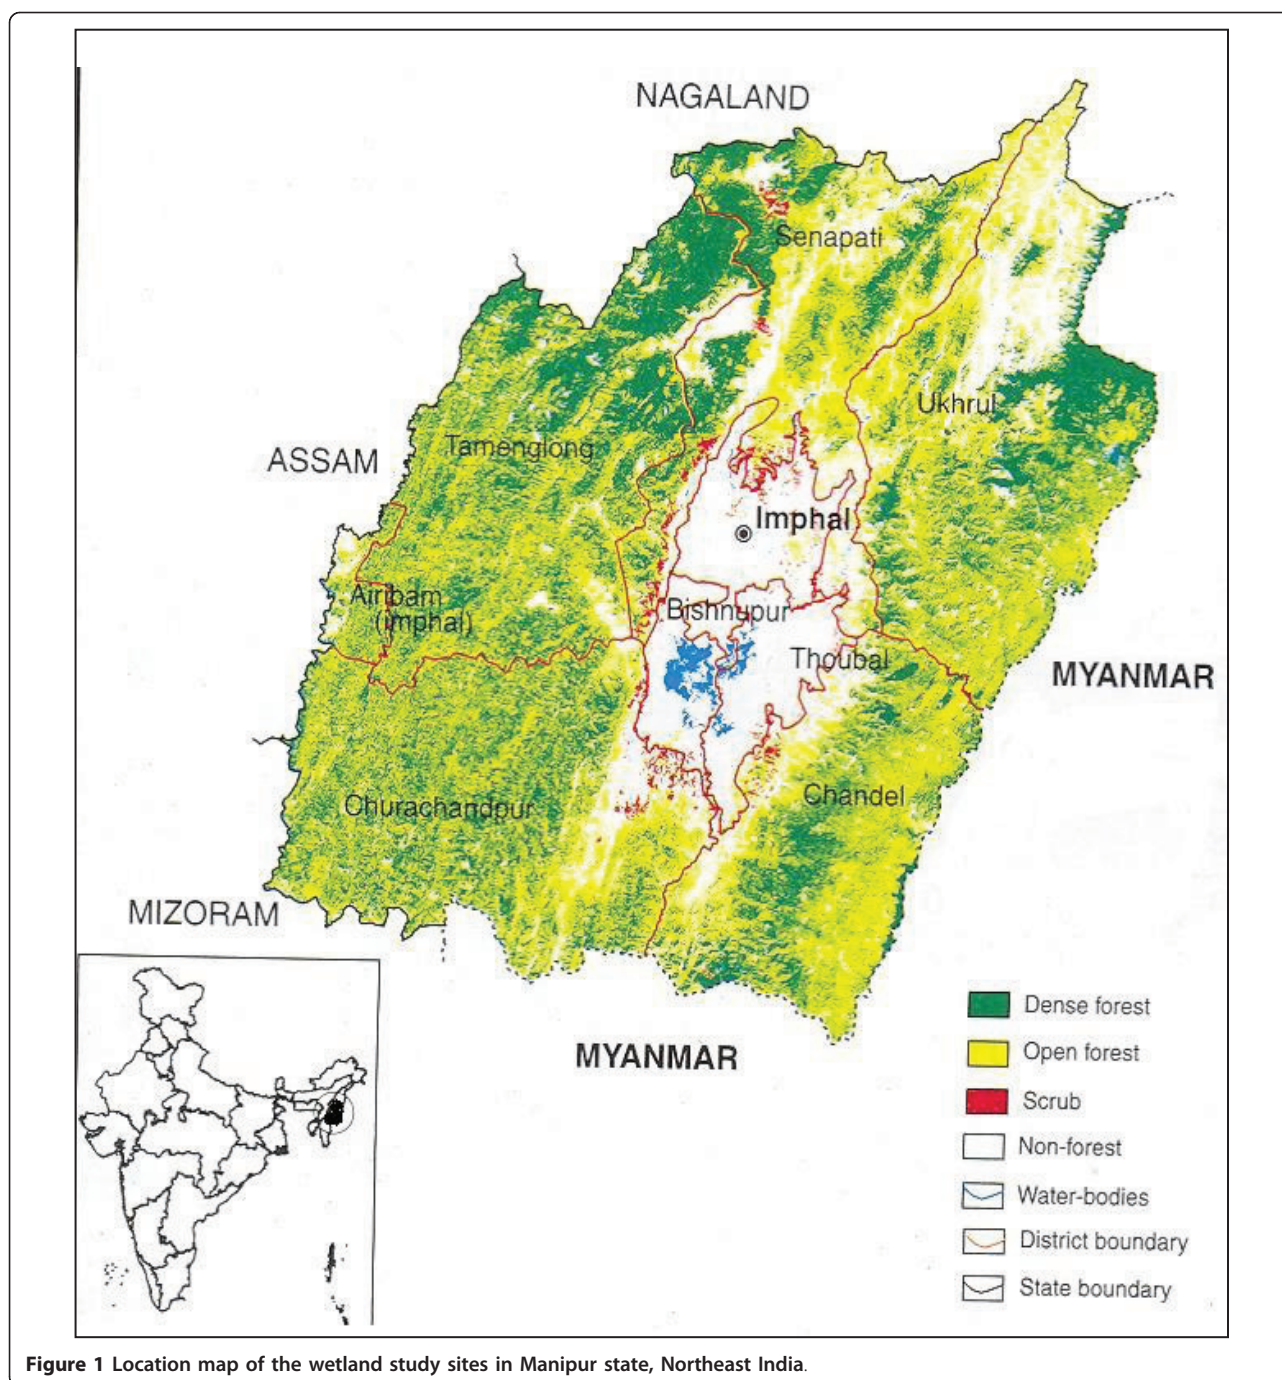 NAGALAND
Senapati
Ukhrul
Tamenglong
ASSAM
Imphal
Airibam
(Imphal)
Bishnupur
Thoubal
MYANMAR
Chandel
Churachandpur
MIZORAM
MYANMAR
Dense forest
Open forest
Scrub
Non-forest
Water-bodies
District boundary
State boundary
Figure 1 Location map of the wetland study sites in Manipur state, Northeast India.